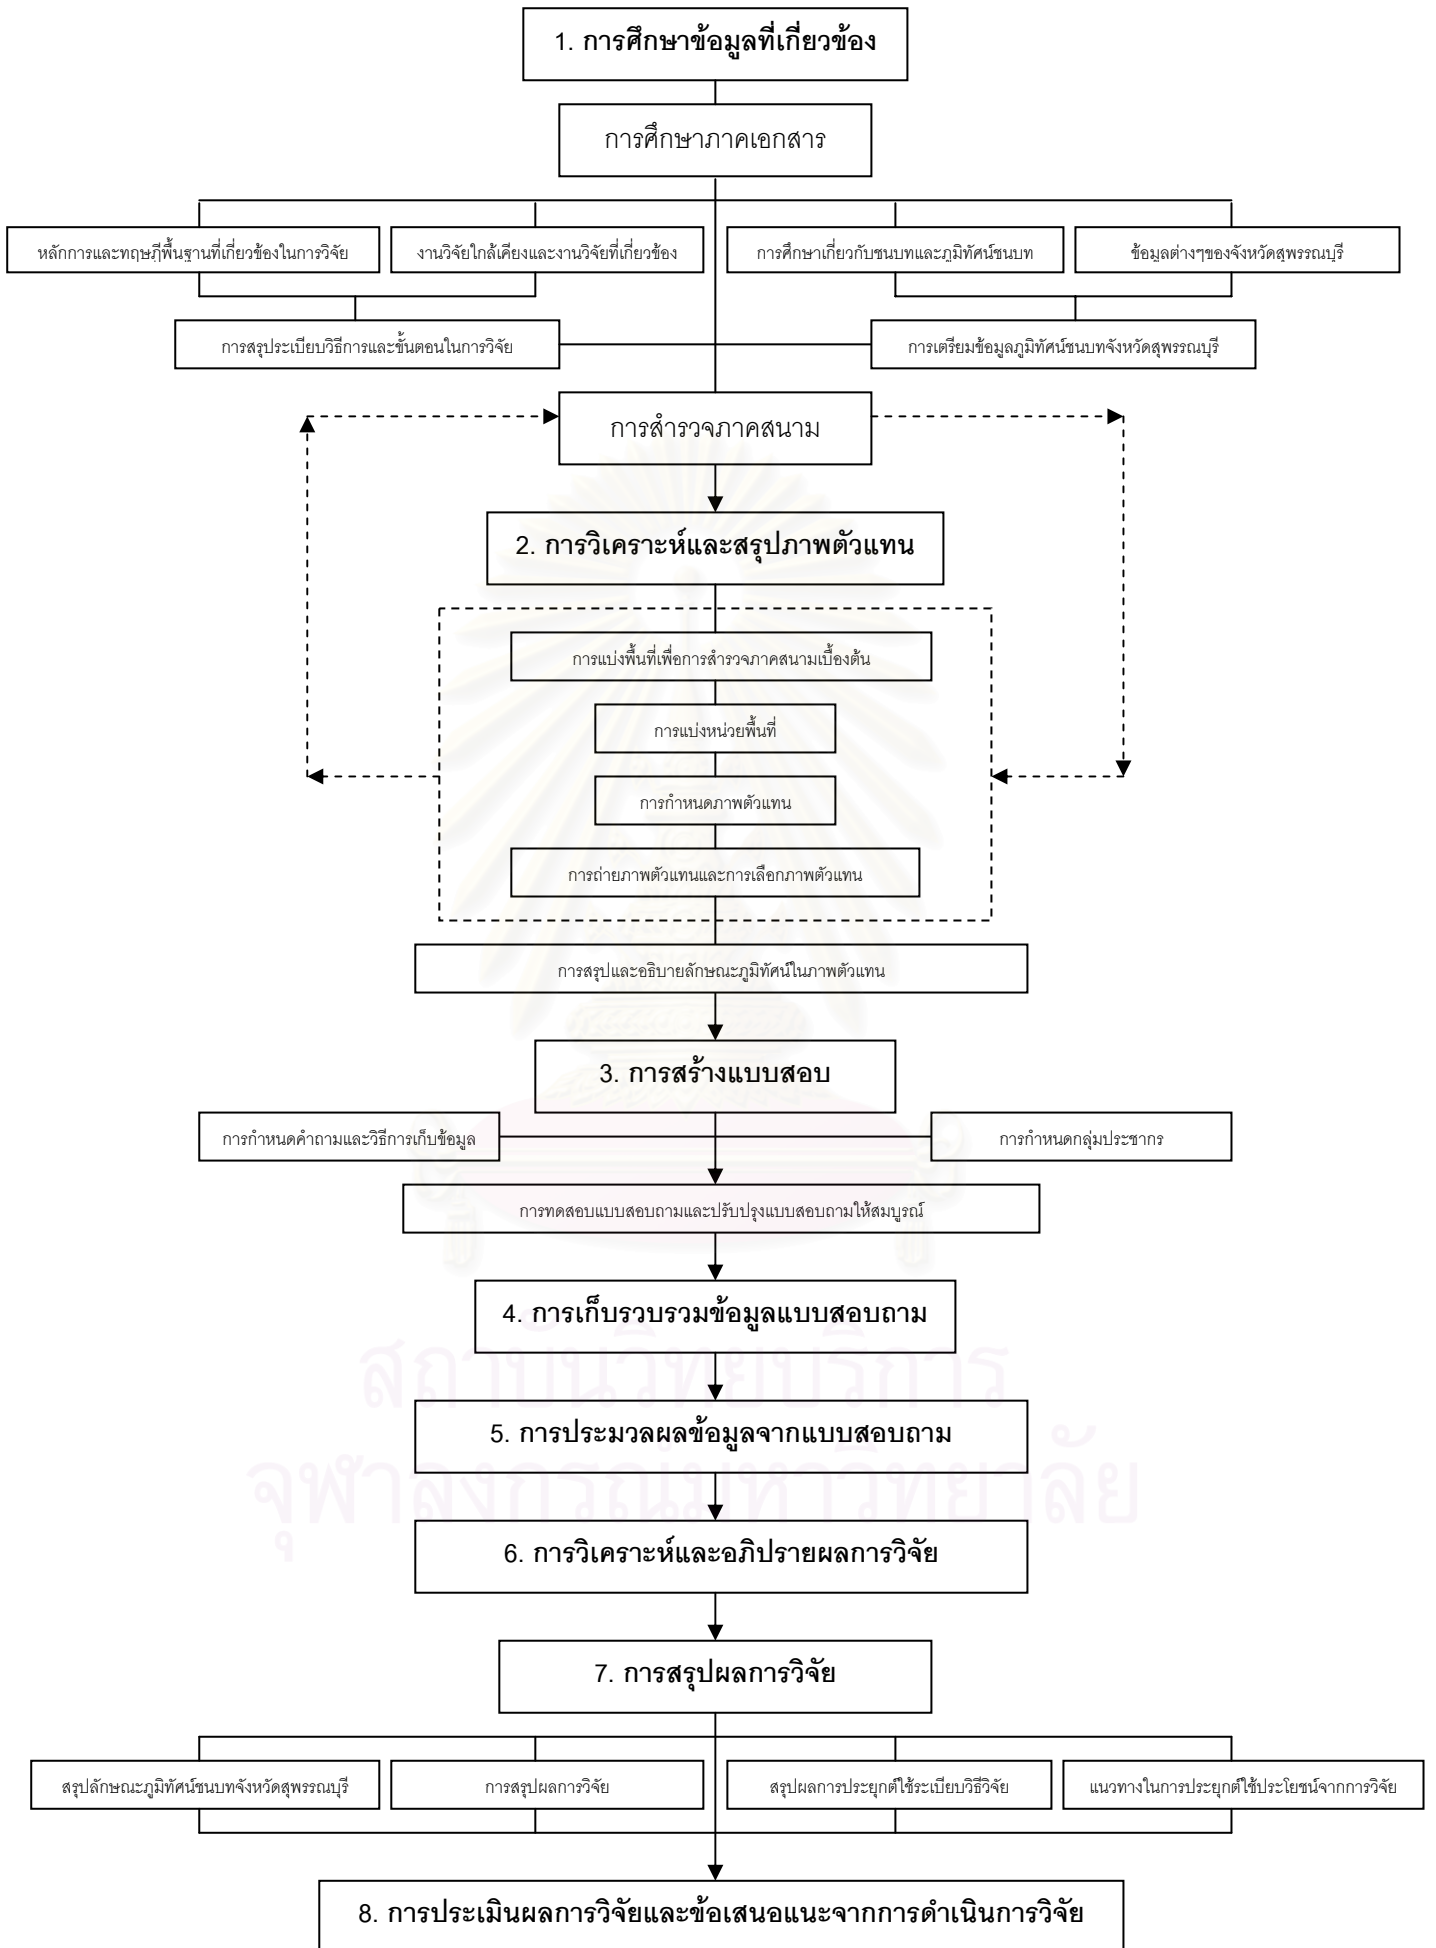 1. การศึกษาข้อมูลที่เกี่ยวข้อง
การศึกษาภาคเอกสาร
หลักการและทฤษฎีพื้นฐานที่เกี่ยวข้องในการวิจัย
งานวิจัยใกล้เคียงและงานวิจัยที่เกี่ยวข้อง
การศึกษาเกี่ยวกับชนบทและภูมิทัศน์ชนบท
ข้อมูลต่างๆของจังหวัดสุพรรณบุรี
การสรุประเบียบวิธีการและขั้นตอนในการวิจัย
การเตรียมข้อมูลภูมิทัศน์ชนบทจังหวัดสุพรรณบุรี
การสำรวจภาคสนาม
2. การวิเคราะห์และสรุปภาพตัวแทน
การแบ่งพื้นที่เพื่อการสำรวจภาคสนามเบื้องต้น
การแบ่งหน่วยพื้นที่
การกำหนดภาพตัวแทน
การถ่ายภาพตัวแทนและการเลือกภาพตัวแทน
การสรุปและอธิบายลักษณะภูมิทัศน์ในภาพตัวแทน
3. การสร้างแบบสอบ
การกำหนดคำถามและวิธีการเก็บข้อมูล
การกำหนดกลุ่มประชากร
การทดสอบแบบสอบถามและปรับปรุงแบบสอบถามให้สมบูรณ์
4. การเก็บรวบรวมข้อมูลแบบสอบถาม
สถาบันวิทยบริการ
5. การประมวลผลข้อมูลจากแบบสอบถาม
จุฬาลงกรณ์มหาวิทยาลัย
6. การวิเคราะห์และอภิปรายผลการวิจัย
7. การสรุปผลการวิจัย
สรุปลักษณะภูมิทัศน์ชนบทจังหวัดสุพรรณบุรี
การสรุปผลการวิจัย
สรุปผลการประยุกต์ใช้ระเบียบวิธีวิจัย
แนวทางในการประยุกต์ใช้ประโยชน์จากการวิจัย
8. การประเมินผลการวิจัยและข้อเสนอแนะจากการดำเนินการวิจัย